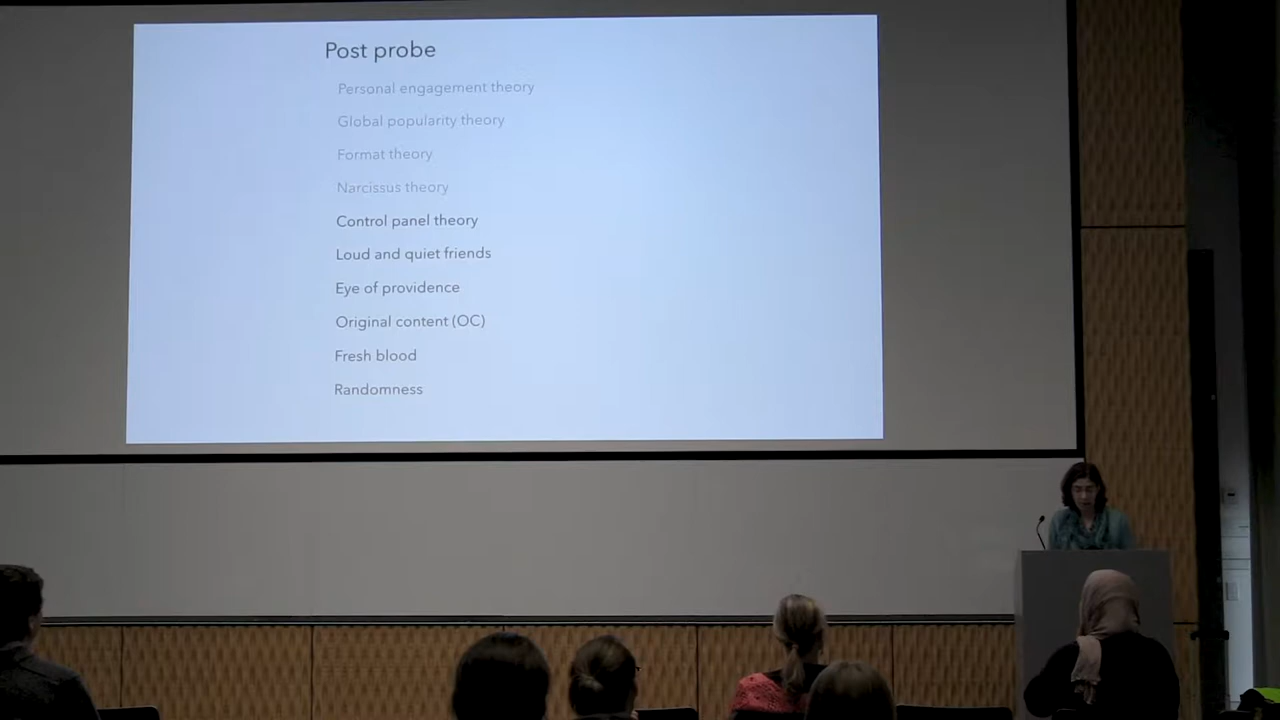 Post probe
Personal engagement theory
Global popularity theory
Format theory
Narcissus theory
Control panel theory
Loud and quiet friends
Eye of providence
Original content (OC)
Fresh blood
Randomness